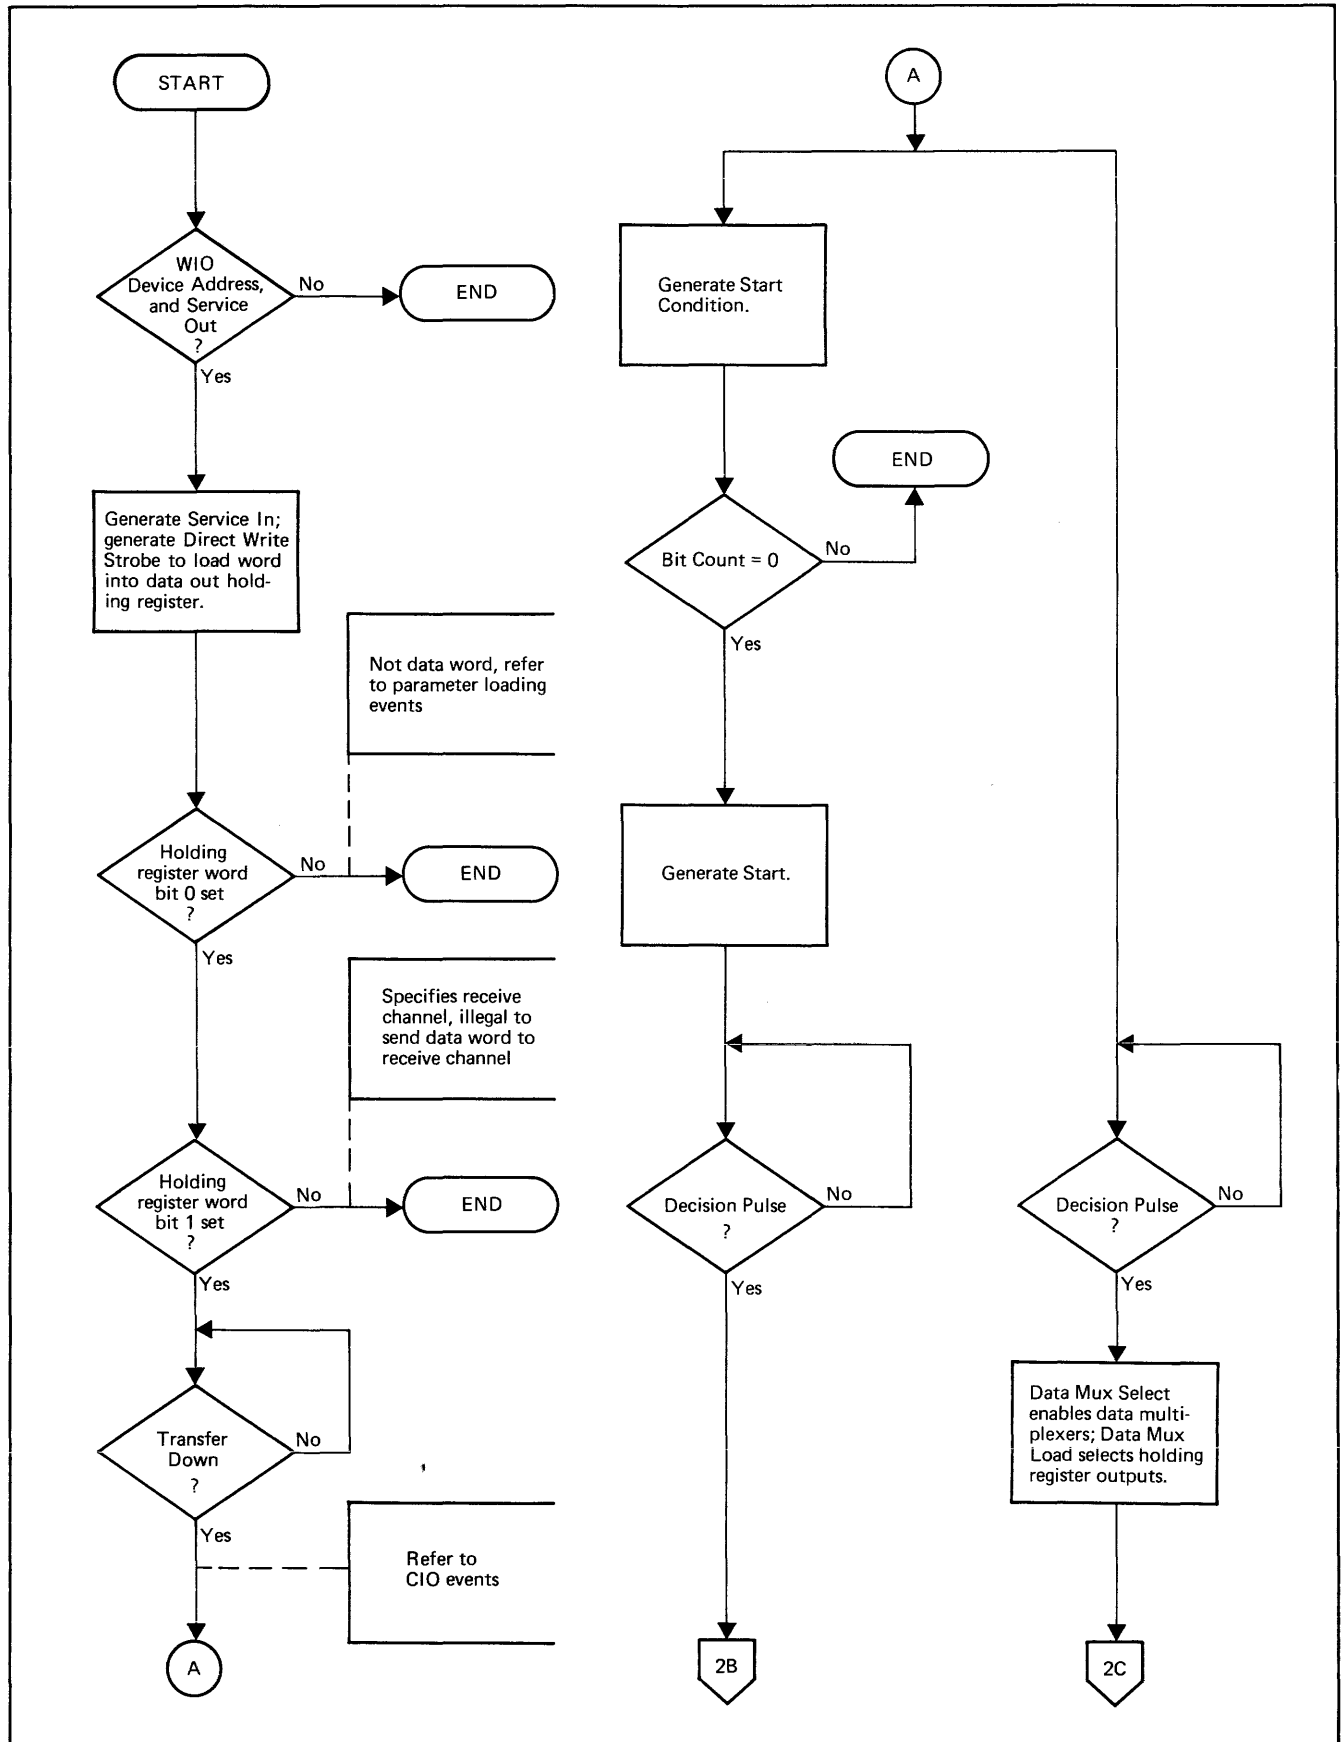 START
WIO
Device Address,
and Service
Out
?
No
END
Yes
Generate Service In;
generate Direct Write
Strobe to load word
into data out hold-
ing register.
Not data word, refer
to parameter loading
events
Holding
register word
bit 0 set
?
No
END
Yes
Specifies receive
channel, illegal to
send data word to
receive channel
Holding
register word
bit 1 set
?
No
END
Yes
Transfer
Down
?
No
Yes
Refer to
CIO events
A
A
Generate Start
Condition.
END
Bit Count = 0
No
Yes
Generate Start.
Decision Pulse
?
No
Yes
2B
Decision Pulse
?
No
Yes
Data Mux Select
enables data multi-
plexers; Data Mux
Load selects holding
register outputs.
2C